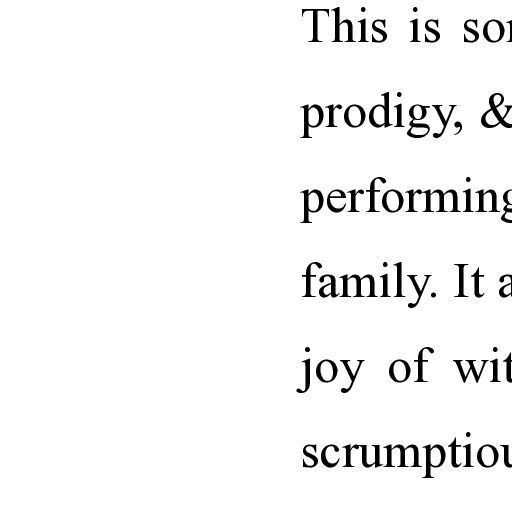 This is so
prodigy, &
performing
family. It a
joy of wit
scrumptiou